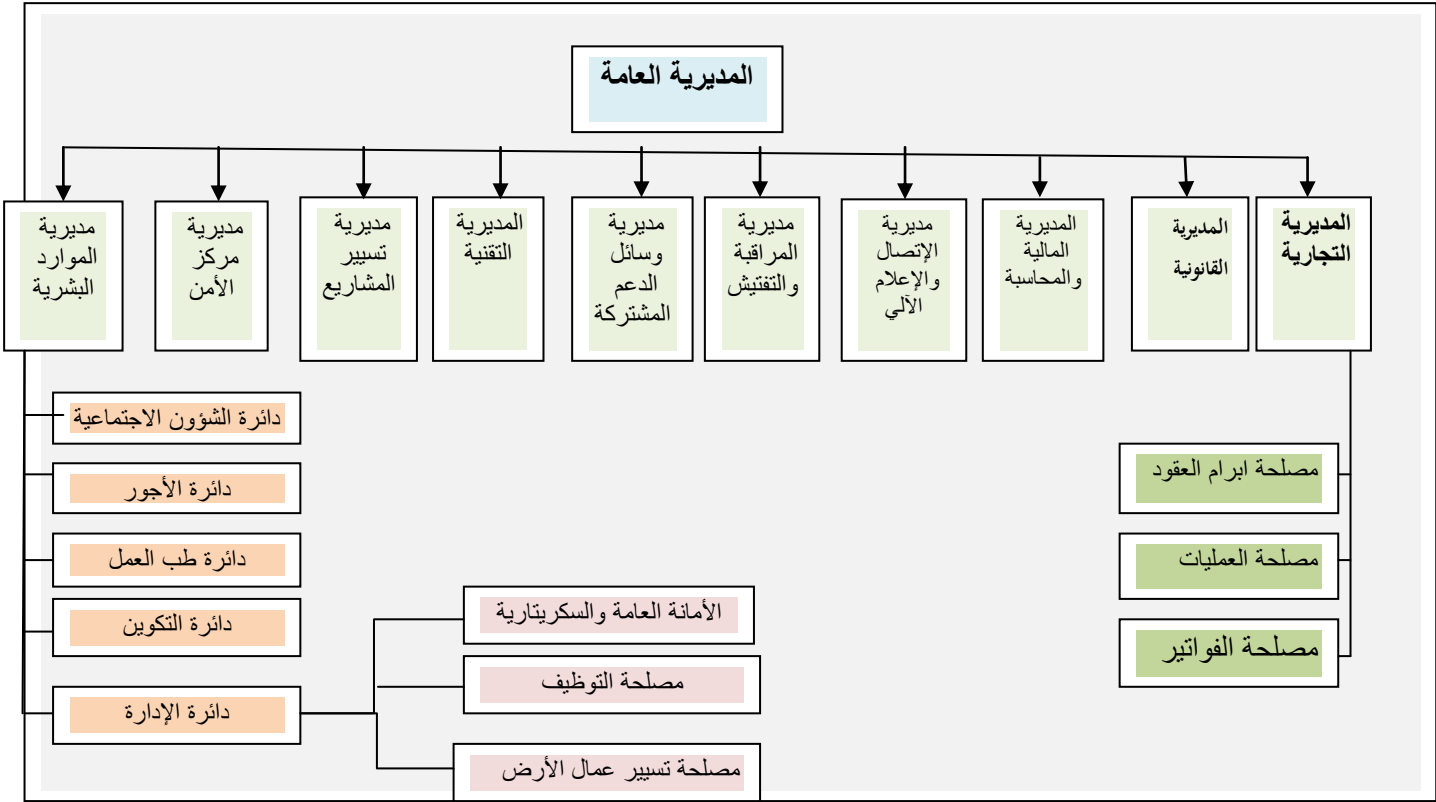 المديرية العامة
المديرية
التجارية
المديرية
القانونية
المديرية
المالية
والمحاسبة
مديرية
الإتصال
والإعلام
الآلي
مديرية
المراقبة
والتفتيش
مديرية
وسائل
الدعم
المشتركة
المديرية
التقنية
مديرية
تسيير
المشاريع
مديرية
مركز
الأمن
مديرية
الموارد
البشرية
مصلحة ابرام العقود
مصلحة العمليات
مصلحة الفواتير
دائرة الشؤون الاجتماعية
دائرة الأجور
دائرة طب العمل
دائرة التكوين
دائرة الإدارة
الأمانة العامة والسكريتارية
مصلحة التوظيف
مصلحة تسيير عمال الأرض